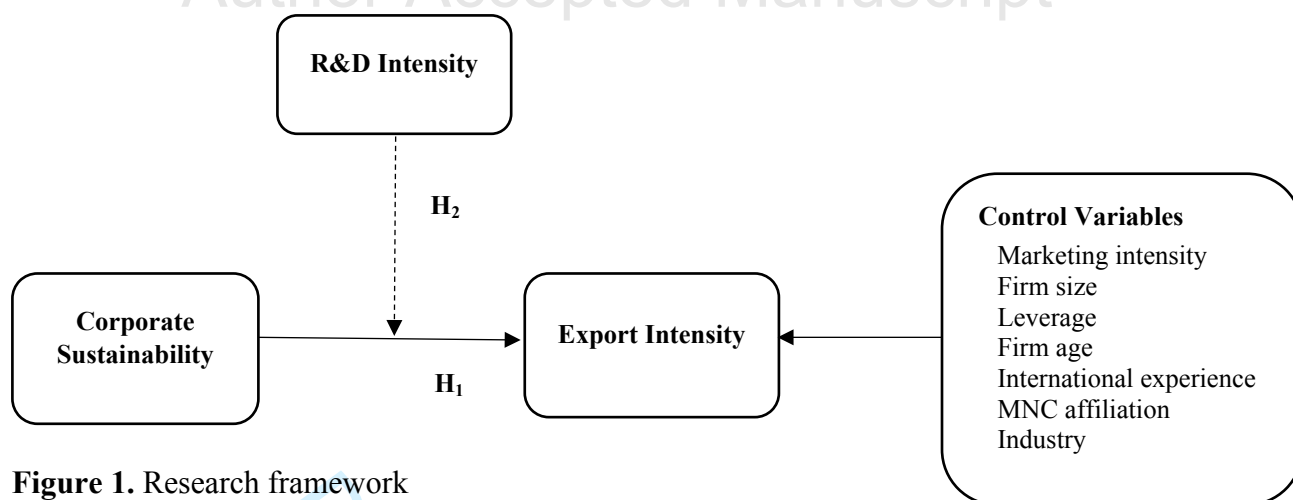 Author Accepted Manuscript
R&D Intensity
H2
Corporate
Sustainability
H1
Export Intensity
Control Variables
Marketing intensity
Firm size
Leverage
Firm age
International experience
MNC affiliation
Industry
Figure 1. Research framework